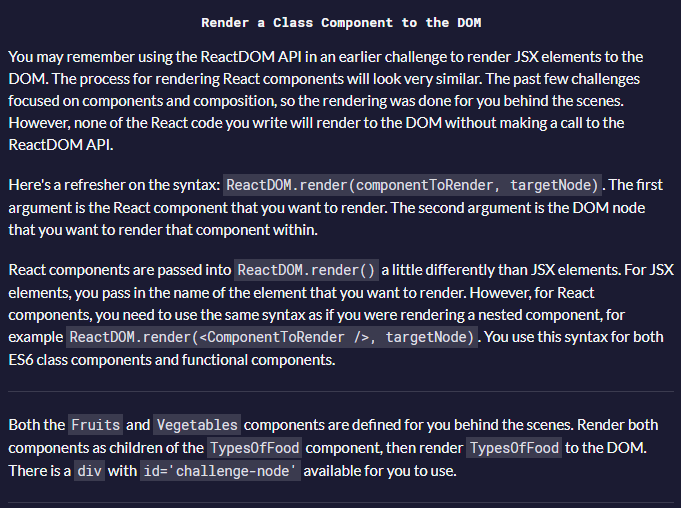 Render a Class Component to the DOM
You may remember using the ReactDOM API in an earlier challenge to render JSX elements to the
DOM. The process for rendering React components will look very similar. The past few challenges
focused on components and composition, so the rendering was done for you behind the scenes.
However, none of the React code you write will render to the DOM without making a call to the
ReactDOM API.
Here's a refresher on the syntax: ReactDOM.render(componentToRender, targetNode). The first
argument is the React component that you want to render. The second argument is the DOM node
that you want to render that component within.
React components are passed into ReactDOM.render() a little differently than JSX elements. For JSX
elements, you pass in the name of the element that you want to render. However, for React
components, you need to use the same syntax as if you were rendering a nested component, for
example ReactDOM.render(<ComponentToRender />, targetNode). You use this syntax for both
ES6 class components and functional components.
Both the Fruits and Vegetables components are defined for you behind the scenes. Render both
components as children of the TypesOfFood component, then render TypesOfFood to the DOM.
There is a div with id='challenge-node' available for you to use.